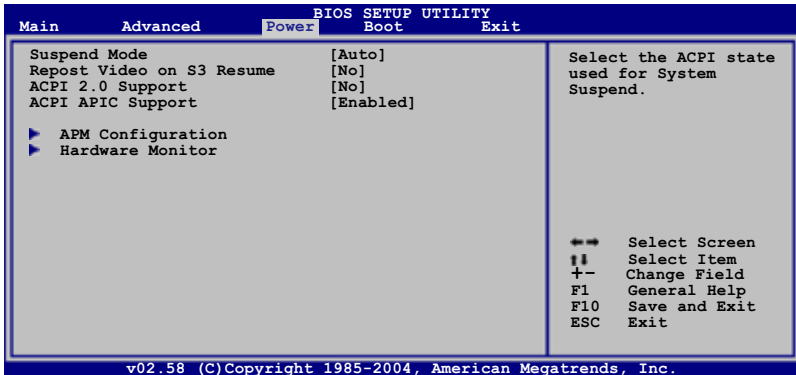 BIOS SETUP UTILITY
Main Advanced Power Boot Exit
Suspend Mode [Auto]
Repost Video on S3 Resume [No]
ACPI 2.0 Support [No]
ACPI APIC Support [Enabled]
APM Configuration
Hardware Monitor
Select the ACPI state
used for System
Suspend.
Select Screen
Select Item
+- Change Field
F1 General Help
F10 Save and Exit
ESC Exit
v02.58 (C)Copyright 1985-2004, American Megatrends, Inc.